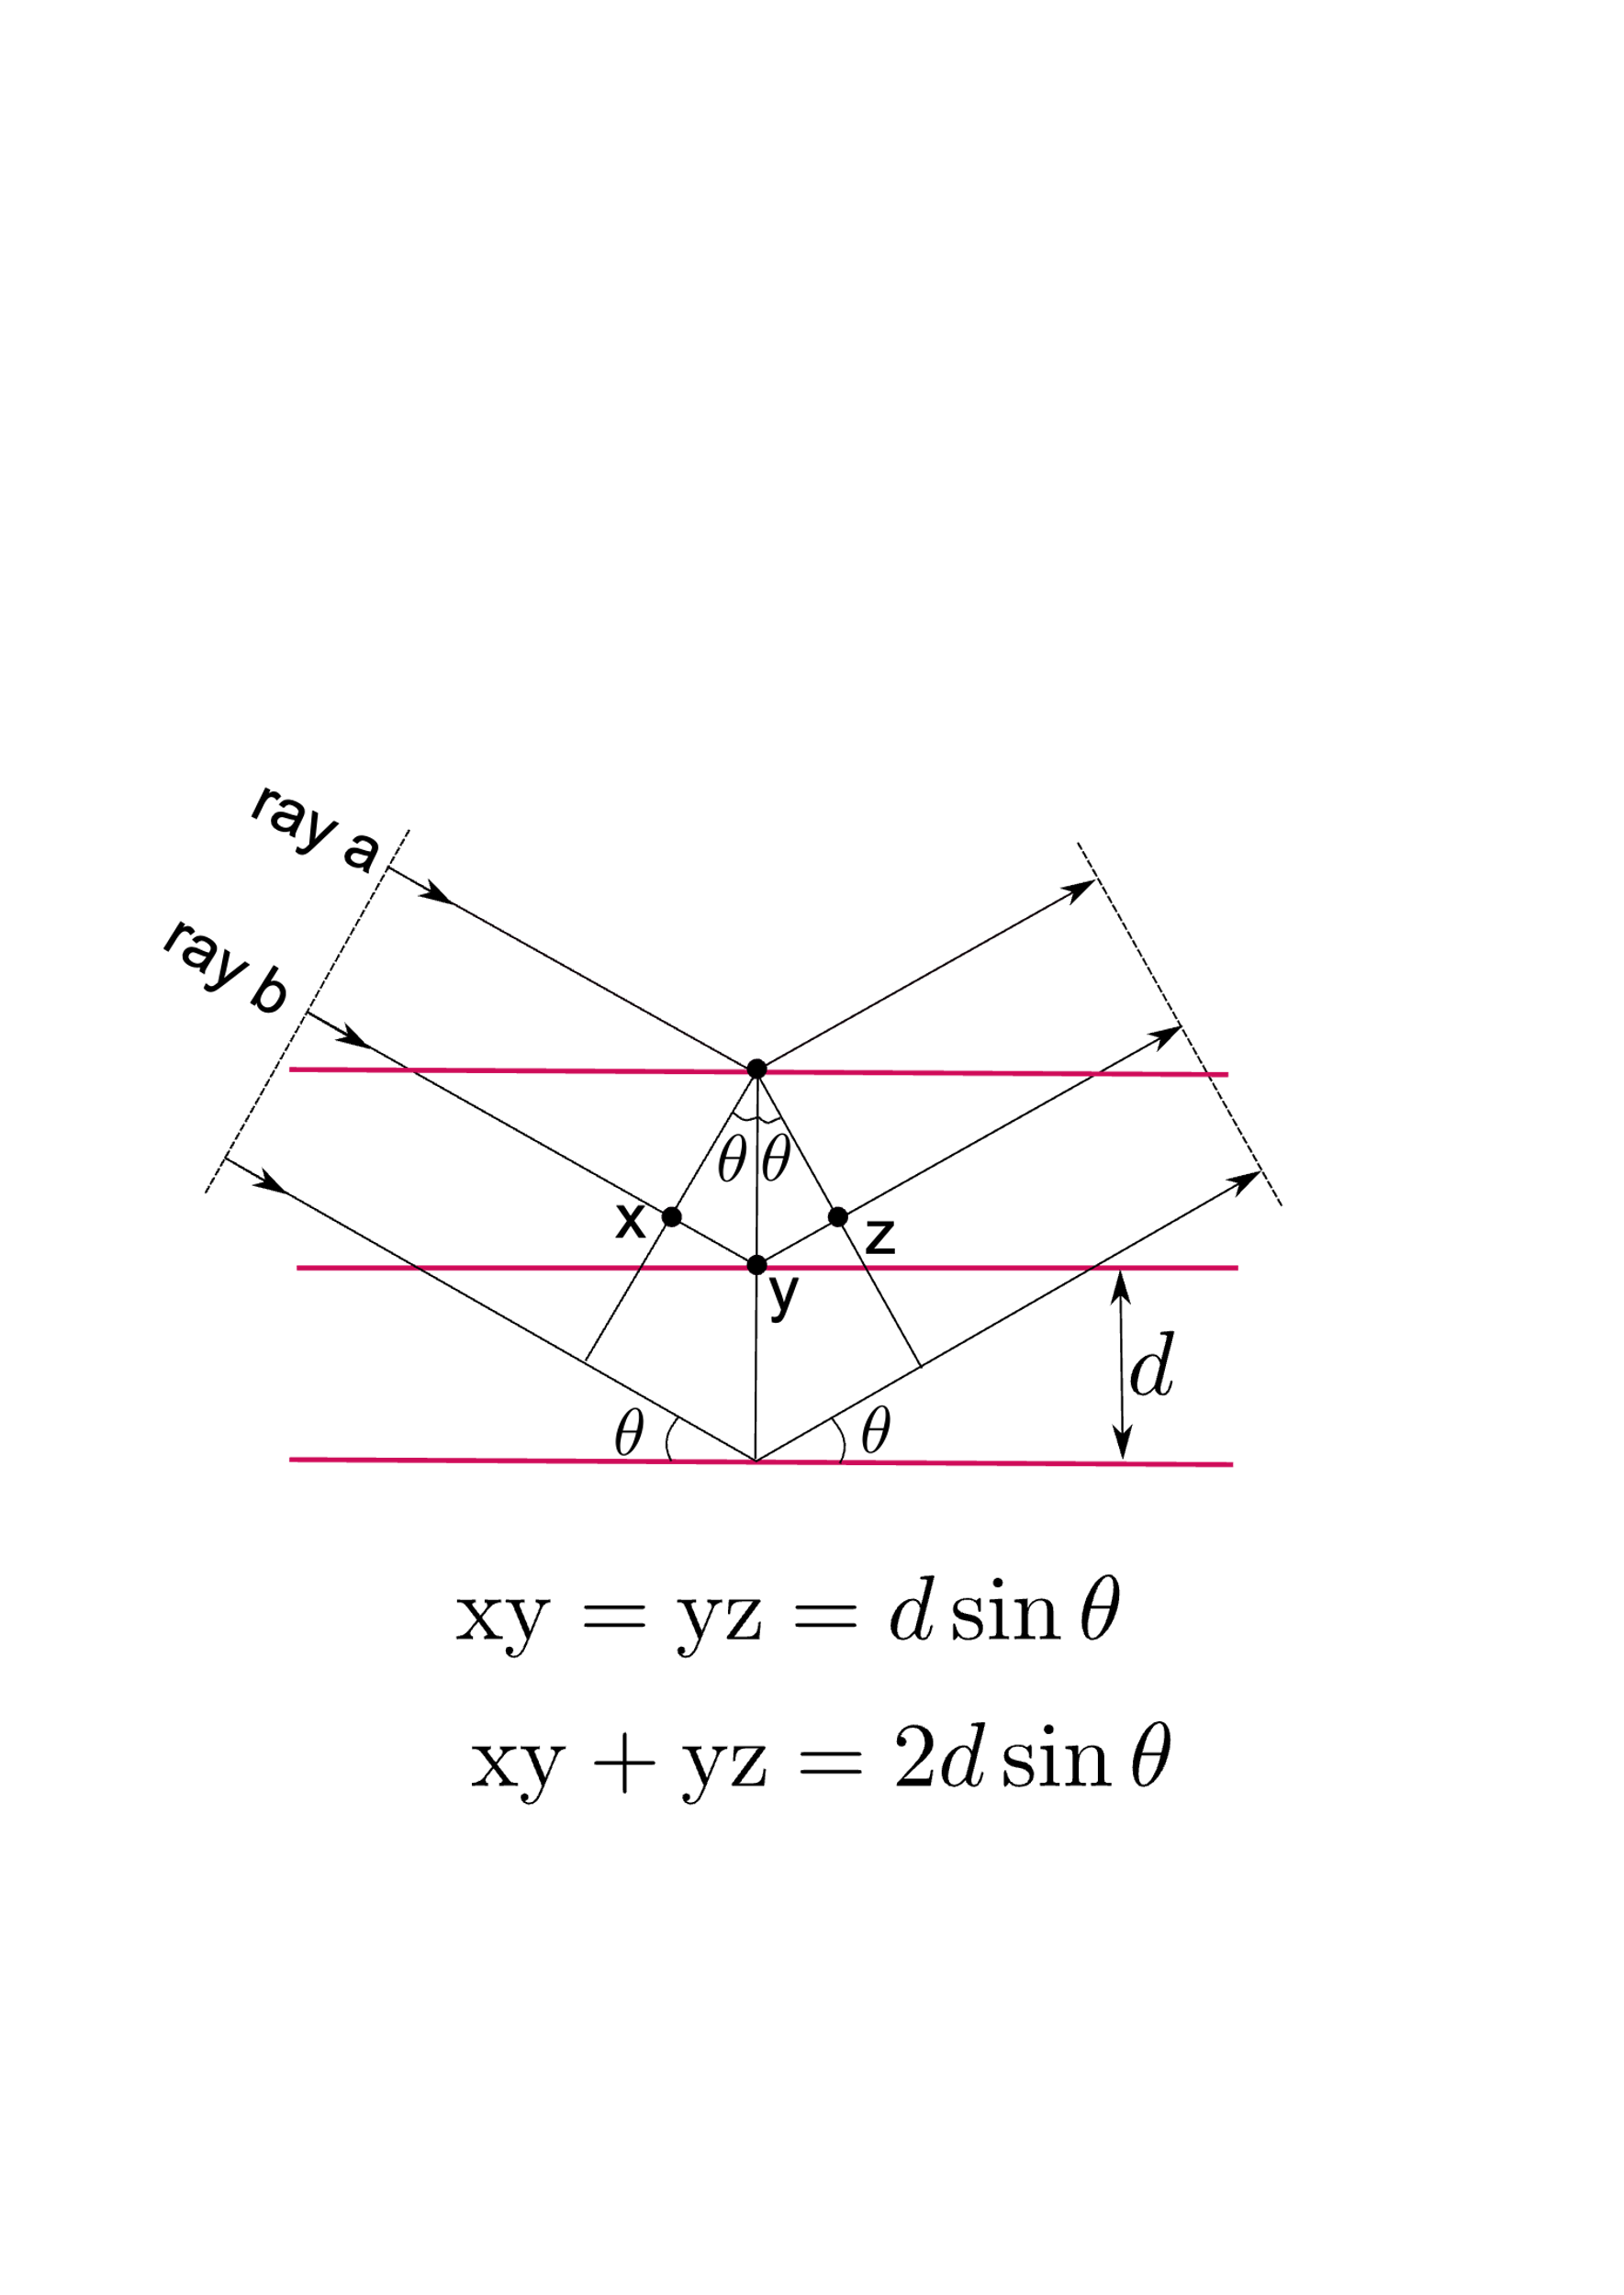 ray a
ray b
θ θ
x
z
y
d
θ
θ
xy = yz = d sin θ
xy + yz = 2d sin θ